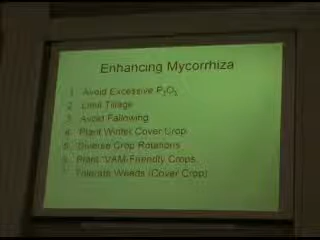 Enhancing Mycorrhiza
1. Avoid Excessive P₂O₅
2. Limit Tillage
3. Avoid Fallowing
4. Plant Winter Cover Crop
5. Diverse Crop Rotations
6. Plant "VAM-Friendly Crops
7. Tolerate Weeds (Cover Crop)